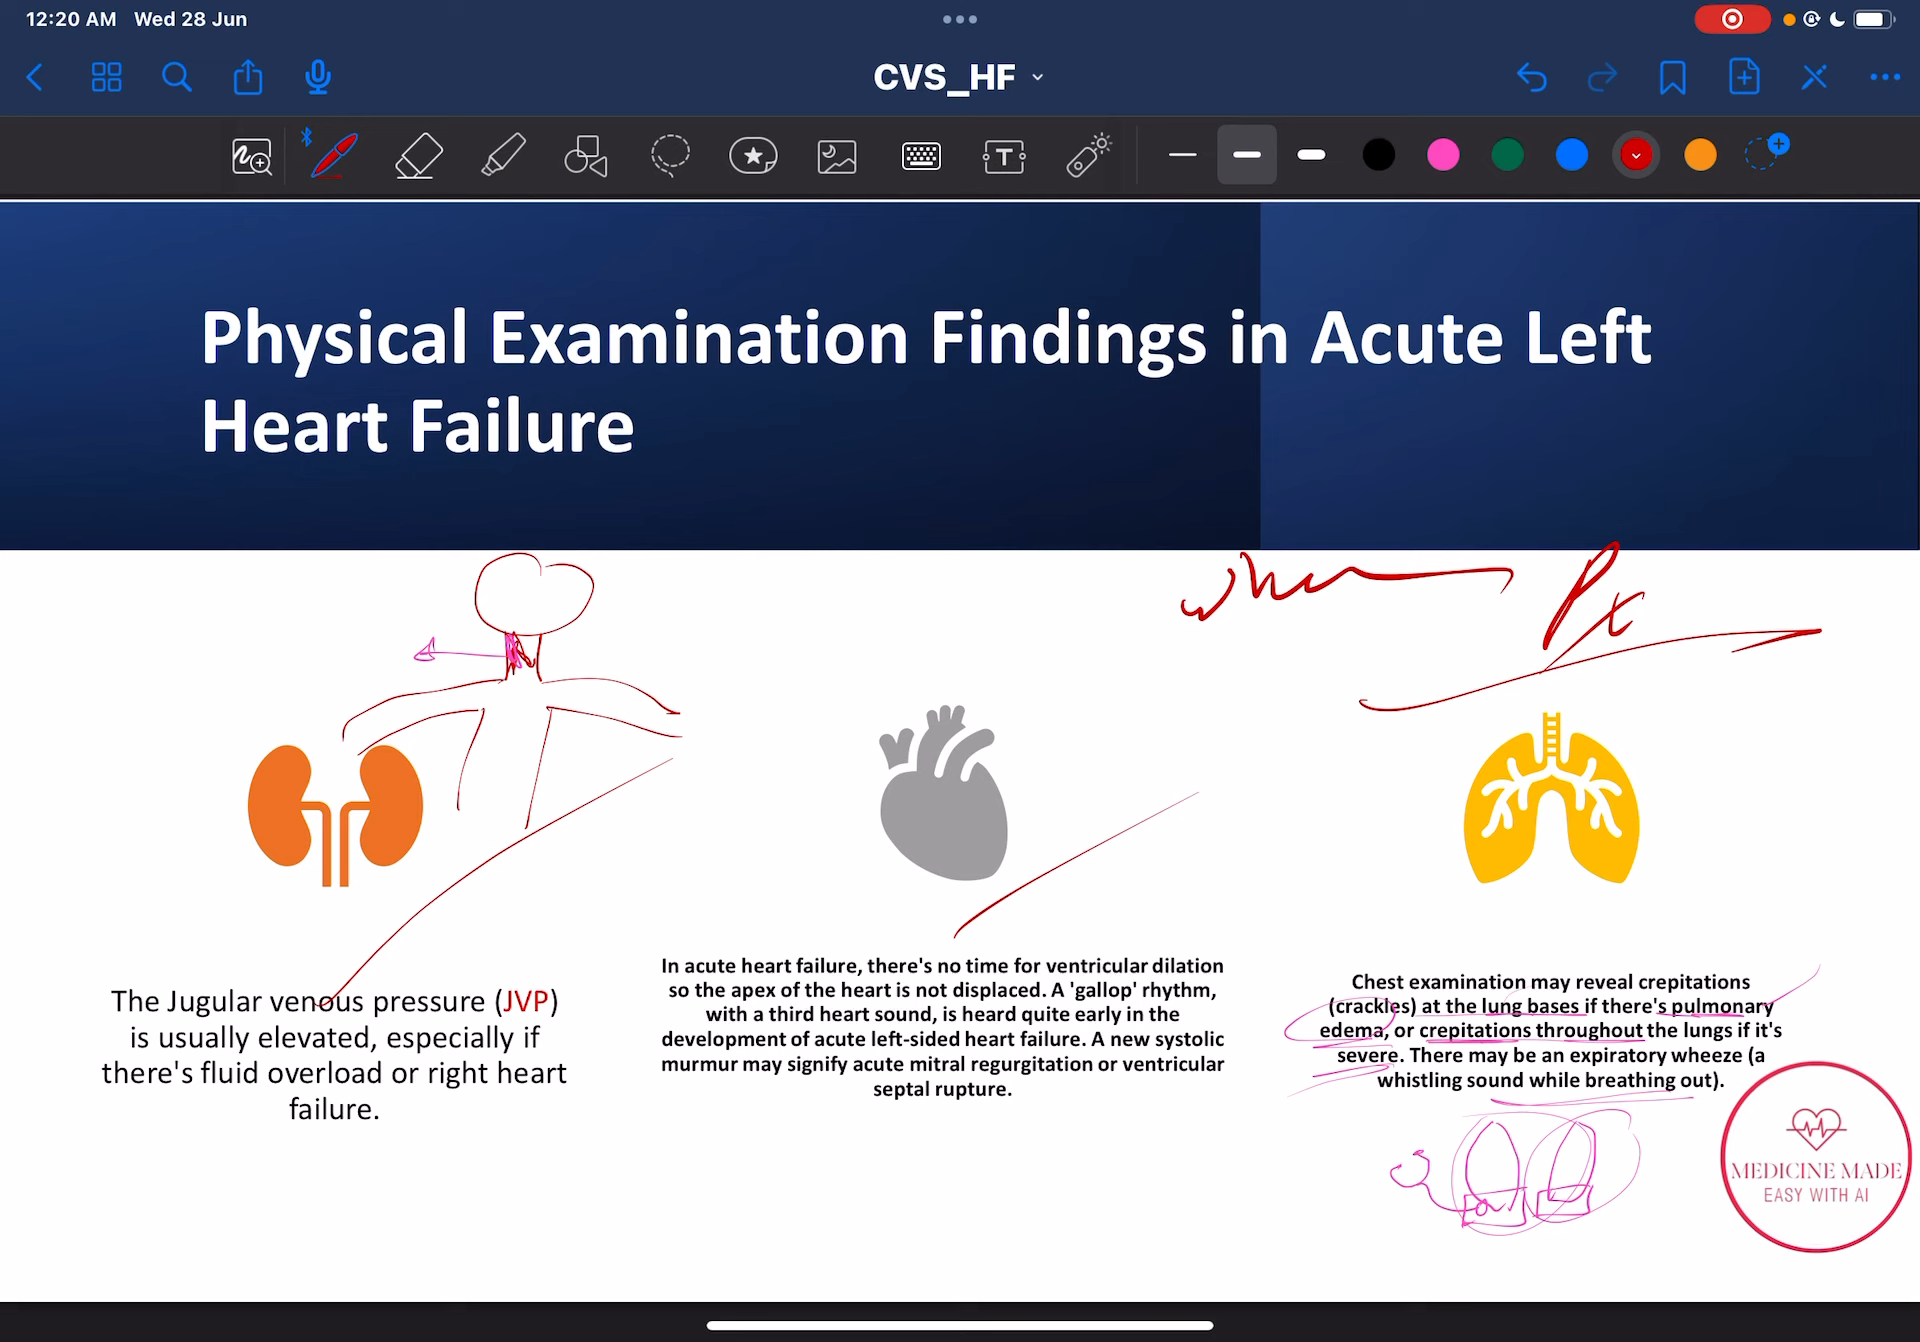 12:20 AM Wed 28 Jun
CVS_HF
T
Physical Examination Findings in Acute Left
Heart Failure
Px
The Jugular venous pressure (JVP)
is usually elevated, especially if
there's fluid overload or right heart
failure.
In acute heart failure, there's no time for ventricular dilation
so the apex of the heart is not displaced. A 'gallop' rhythm,
with a third heart sound, is heard quite early in the
development of acute left-sided heart failure. A new systolic
murmur may signify acute mitral regurgitation or ventricular
septal rupture.
Chest examination may reveal crepitations
(crackles) at the lung bases if there's pulmonary
edema, or crepitations throughout the lungs if it's
severe. There may be an expiratory wheeze (a
whistling sound while breathing out).
MEDICINE MADE
EASY WITH AI